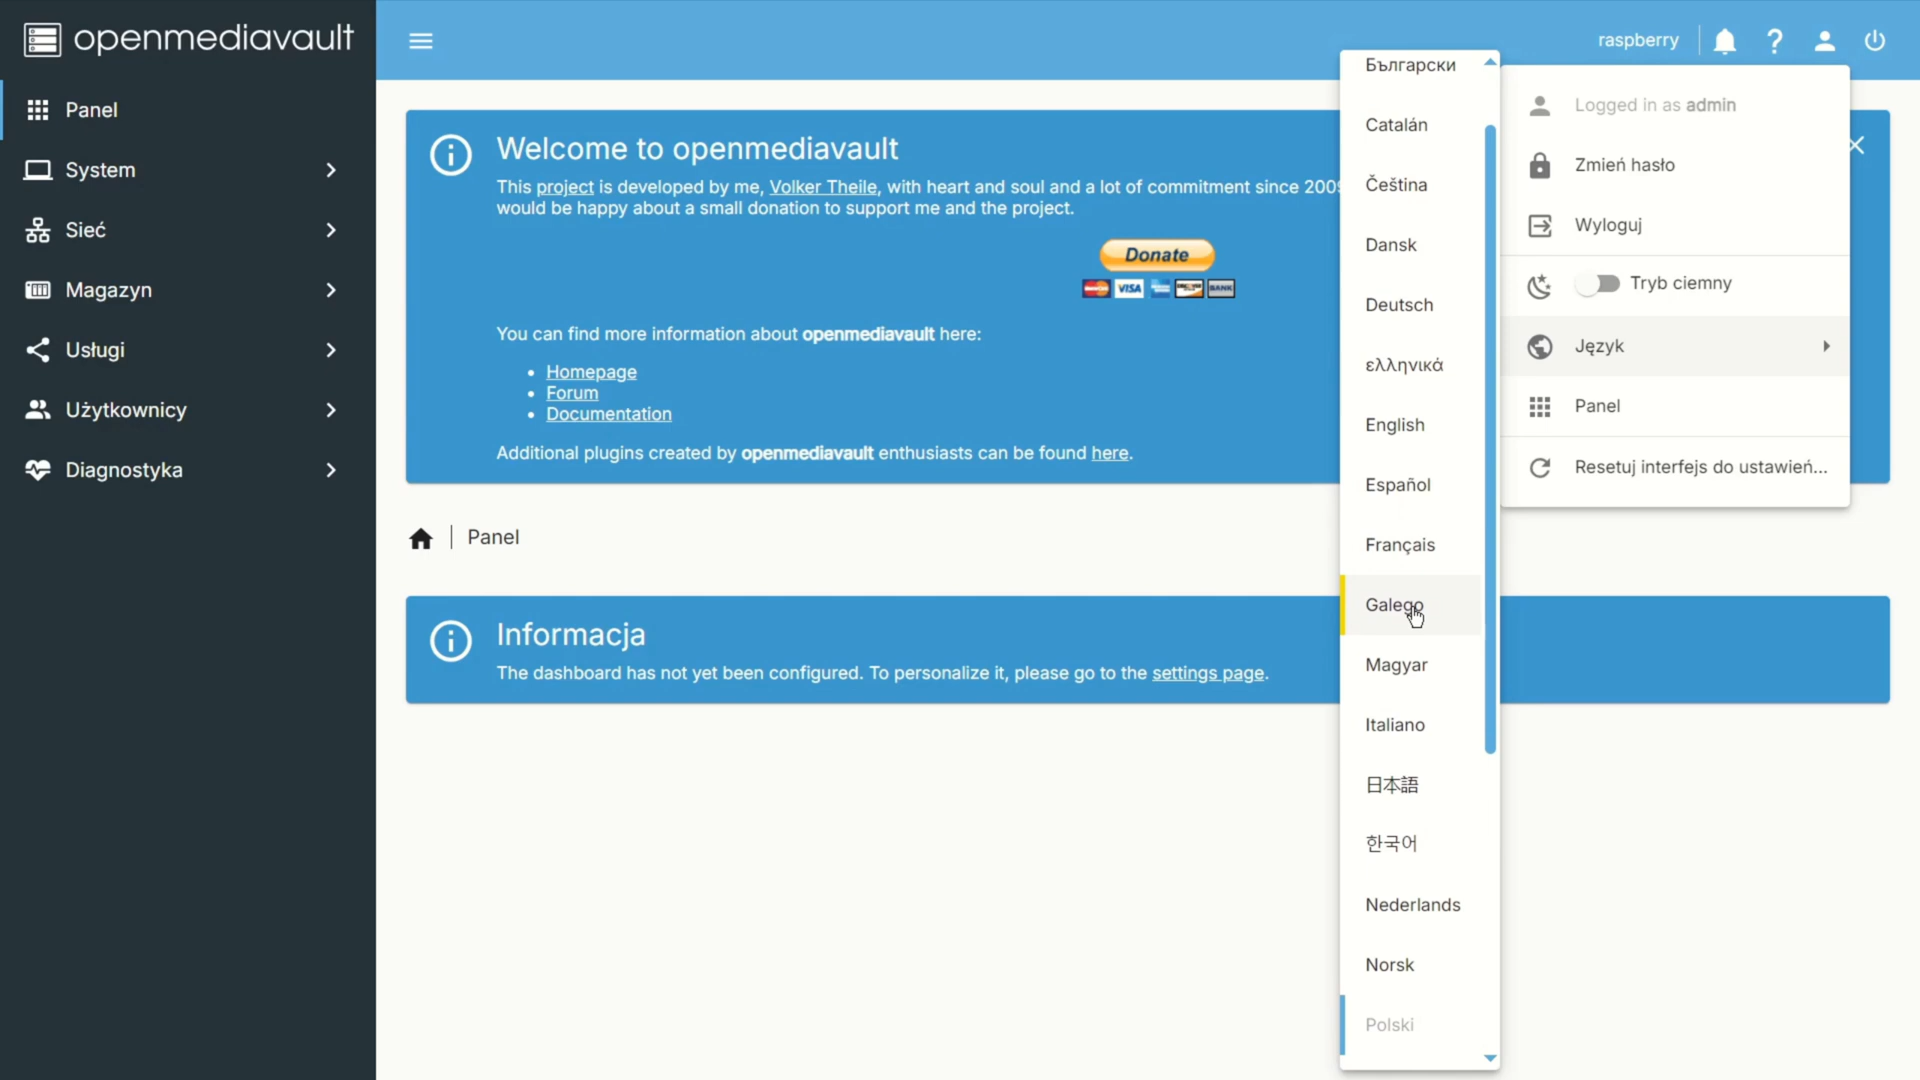 openmediavault
Panel
System
Sieć
Magazyn
Usługi
Użytkownicy
Diagnostyka
raspberry
Welcome to openmediavault
This project is developed by me, Volker Theile, with heart and soul and a lot of commitment since 2009
would be happy about a small donation to support me and the project.
Donate
VISA
BANK
You can find more information about openmediavault here:
Homepage
Forum
Documentation
Additional plugins created by openmediavault enthusiasts can be found here.
Panel
Informacja
The dashboard has not yet been configured. To personalize it, please go to the settings page.
Български
Catalán
Čeština
Dansk
Deutsch
ελληνικά
English
Español
Français
Galego
Magyar
Italiano
日本語
한국어
Nederlands
Norsk
Polski
Logged in as admin
Zmień hasło
Wyloguj
Tryb ciemny
Język
Panel
Resetuj interfejs do ustawień...